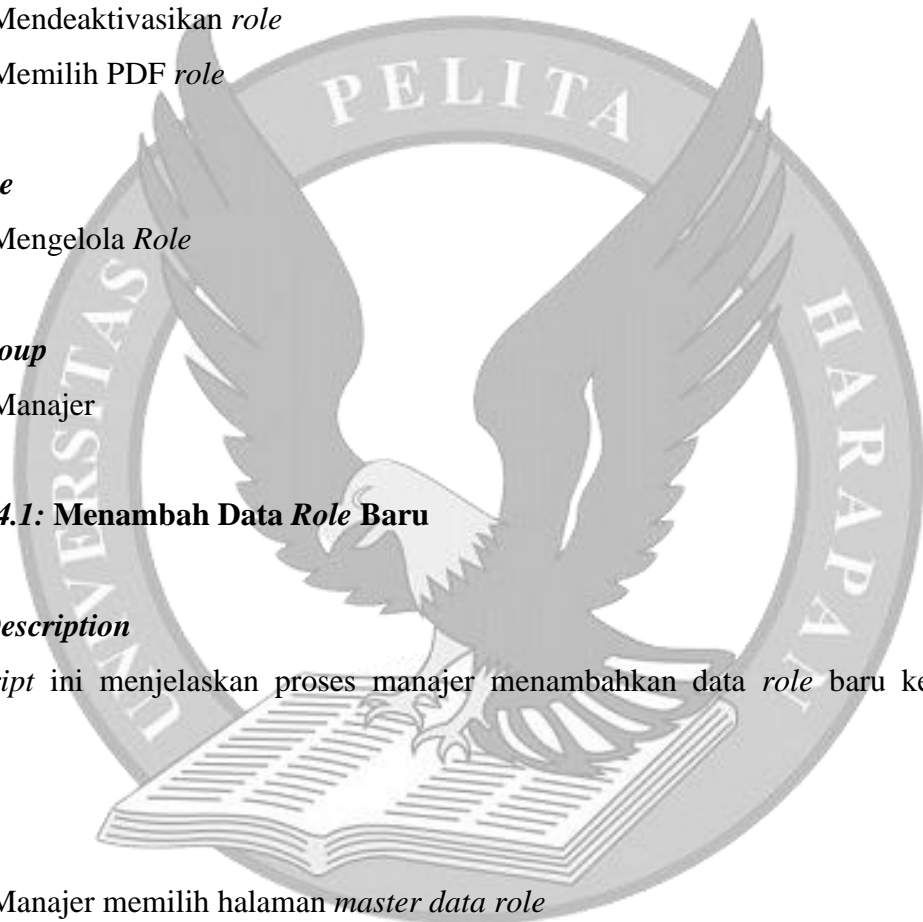 Mendeaktivasikan role
Memilih PDF role
PELITA
e
Mengelola Role
UNIVERSITAS
HARAPAN
oup
Manajer
4.1: Menambah Data Role Baru
escription
ript ini menjelaskan proses manajer menambahkan data role baru ke
Manajer memilih halaman master data role